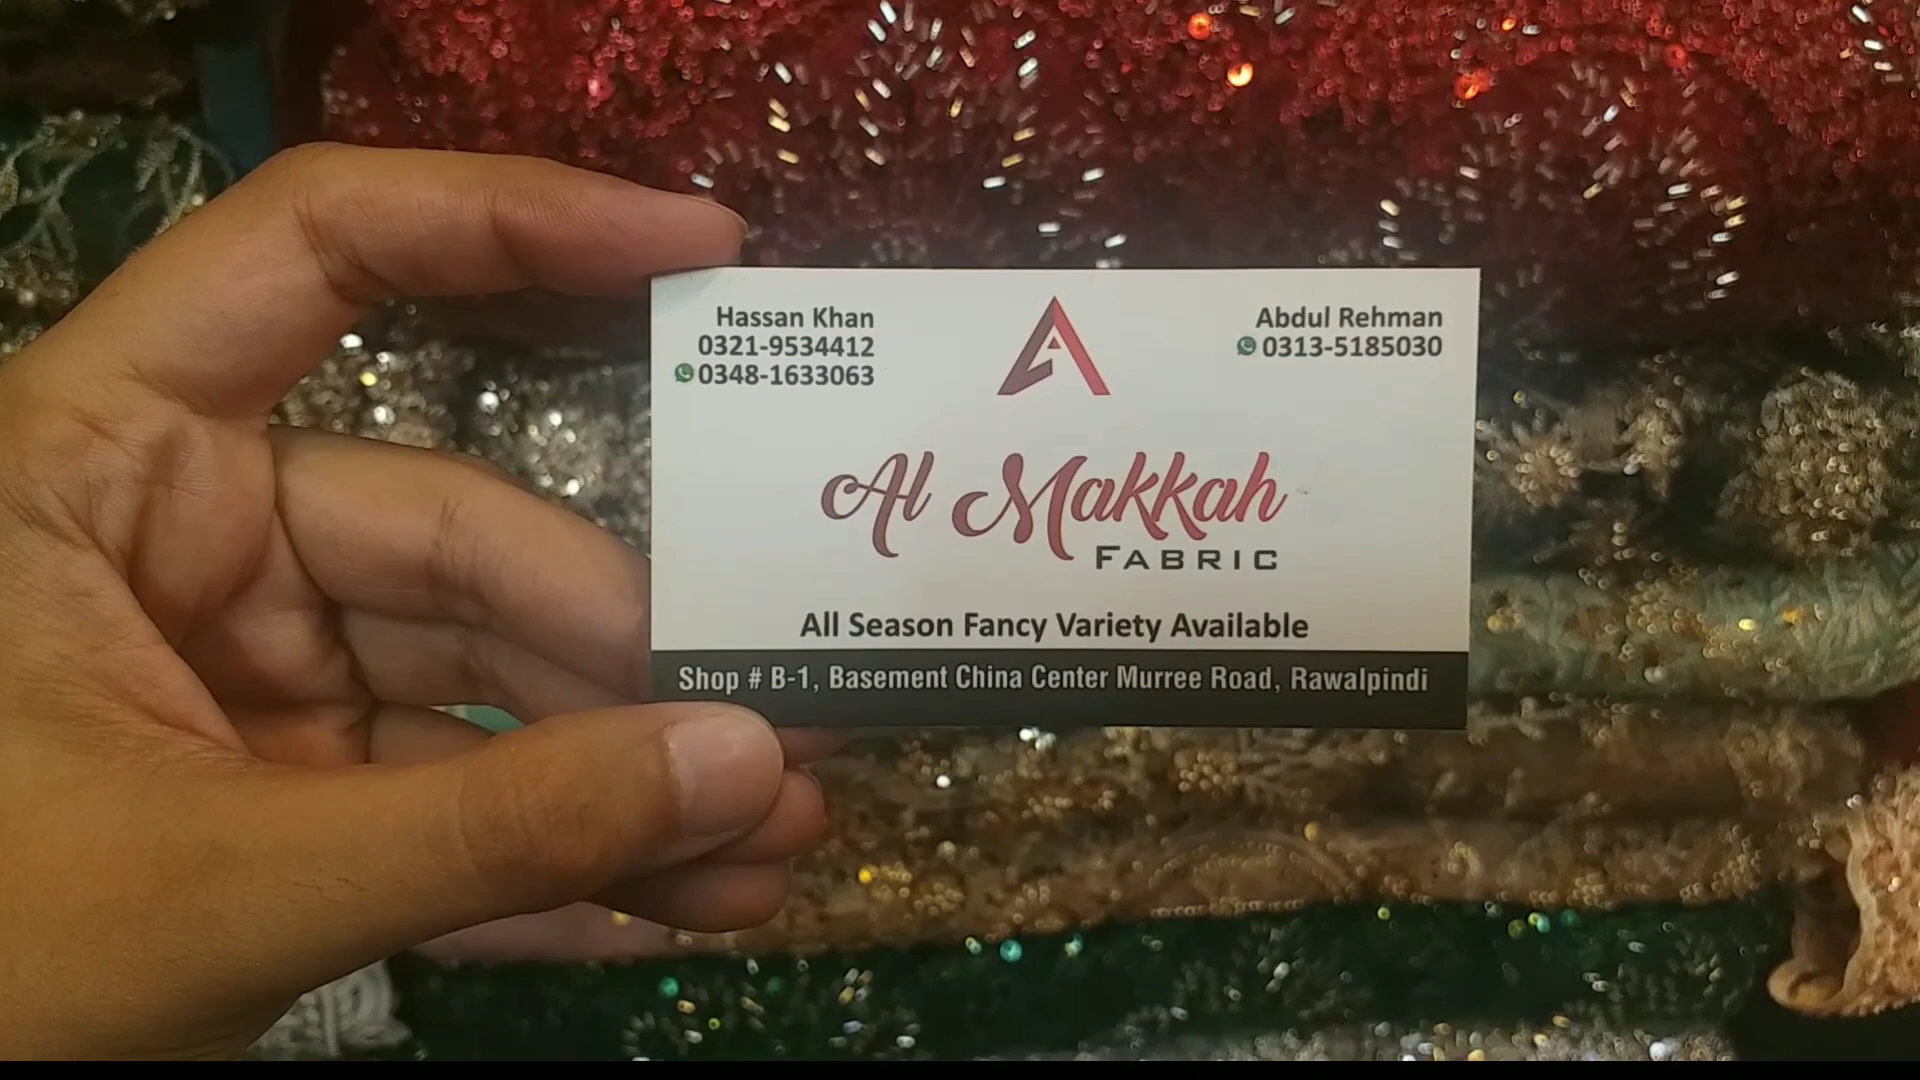 Hassan Khan
0321-9534412
0348-1633063
Abdul Rehman
0313-5185030
Al Makkah
FABRIC
All Season Fancy Variety Available
Shop # B-1, Basement China Center Murree Road, Rawalpindi